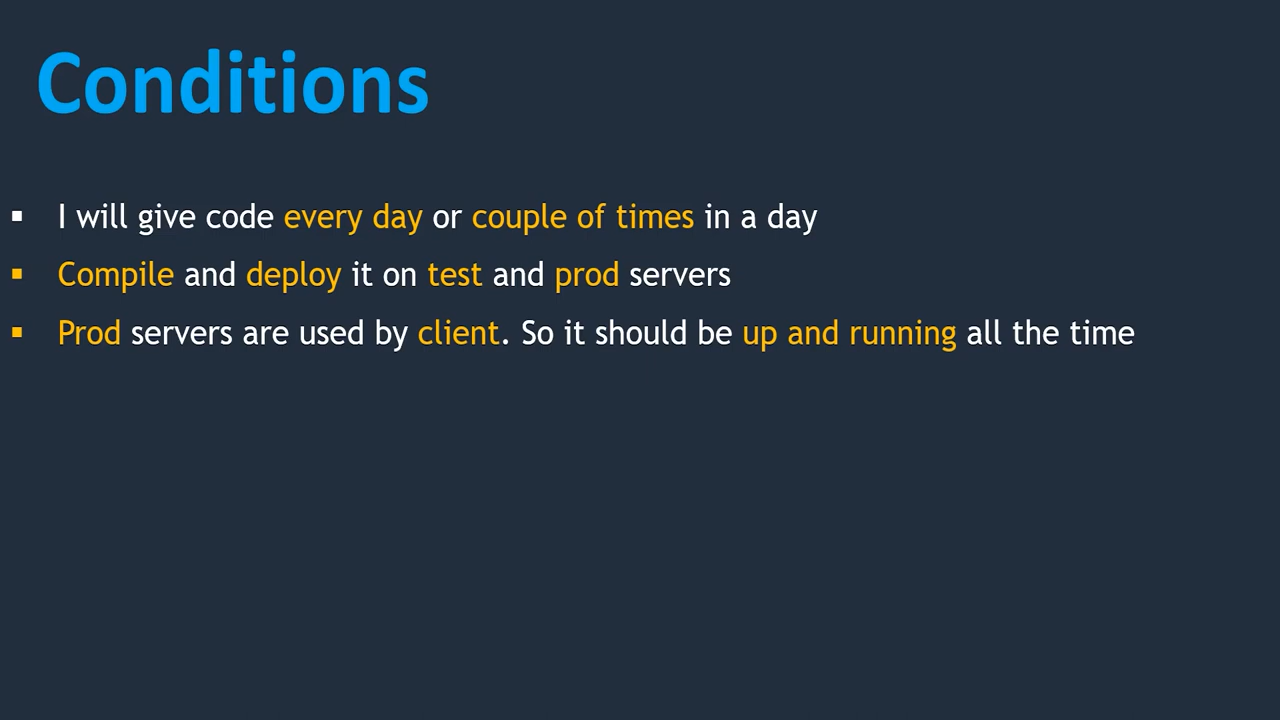 Conditions
▪ I will give code every day or couple of times in a day
▪ Compile and deploy it on test and prod servers
▪ Prod servers are used by client. So it should be up and running all the time